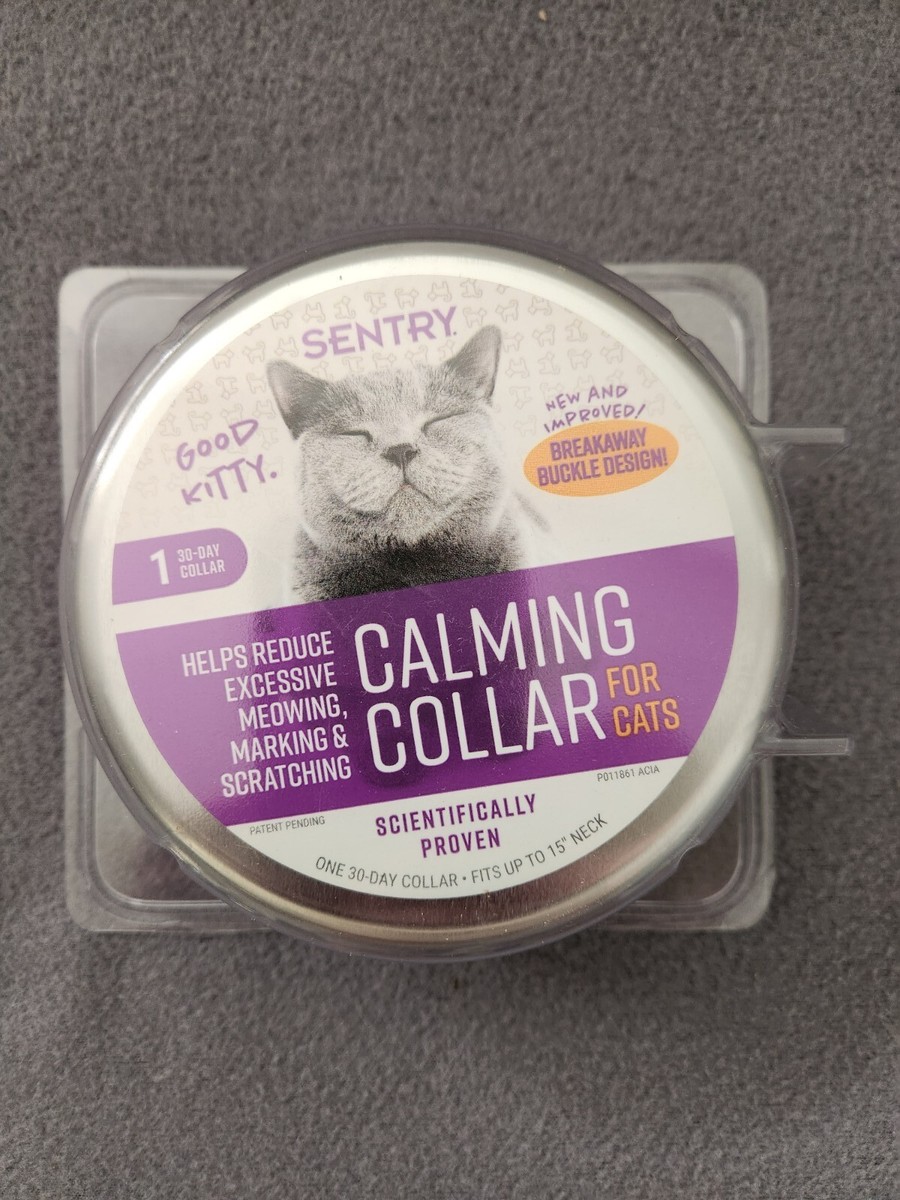 SENTRY.
GOOD
KITTY.
NEW AND
IMPROVED!
BREAKAWAY
BUCKLE DESIGN!
1 30-DAY
COLLAR
HELPS REDUCE
EXCESSIVE
MEOWING,
MARKING &
SCRATCHING
CALMING
COLLAR
FOR
CATS
PATENT PENDING
P011861 ACIA
SCIENTIFICALLY
PROVEN
ONE 30-DAY COLLAR • FITS UP TO 15" NECK